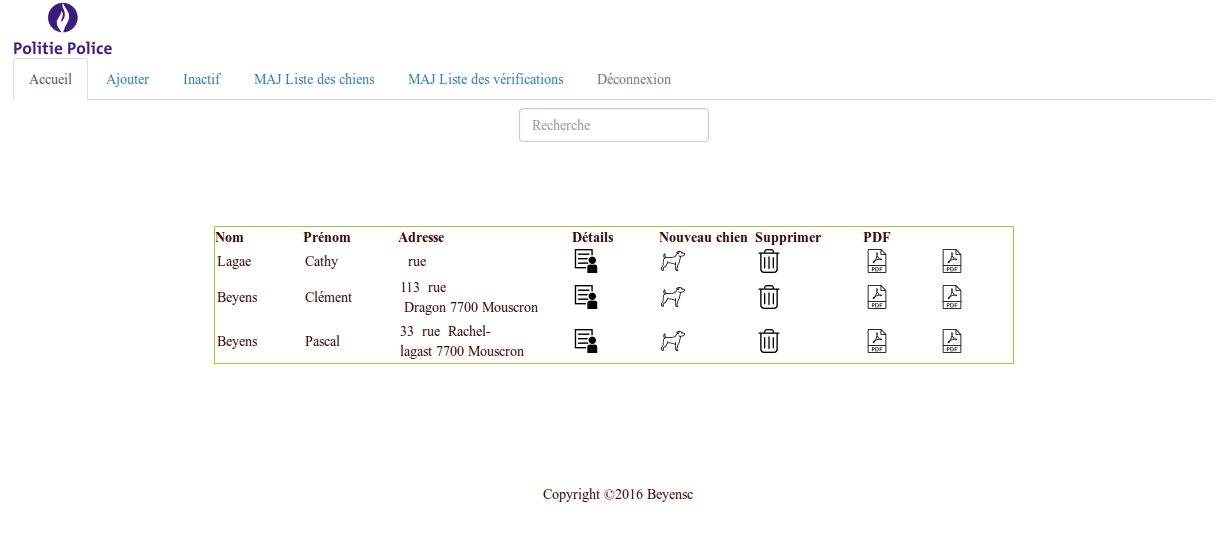 Politie Police
Accueil Ajouter Inactif MAJ Liste des chiens MAJ Liste des vérifications Déconnexion
Recherche
Nom Prénom Adresse Détails Nouveau chien Supprimer PDF
Lagae Cathy rue PDF PDF
Beyens Clément 113 rue
Dragon 7700 Mouscron PDF PDF
Beyens Pascal 33 rue Rachel-
lagast 7700 Mouscron PDF PDF
Copyright ©2016 Beyensc